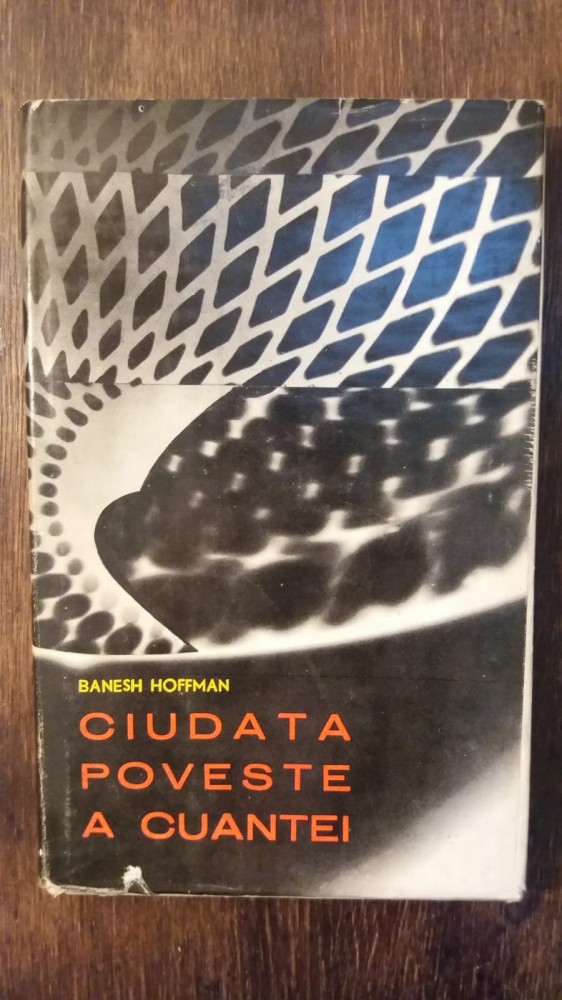 BANESH HOFFMAN
CIUDATA
POVESTE
A CUANTEI